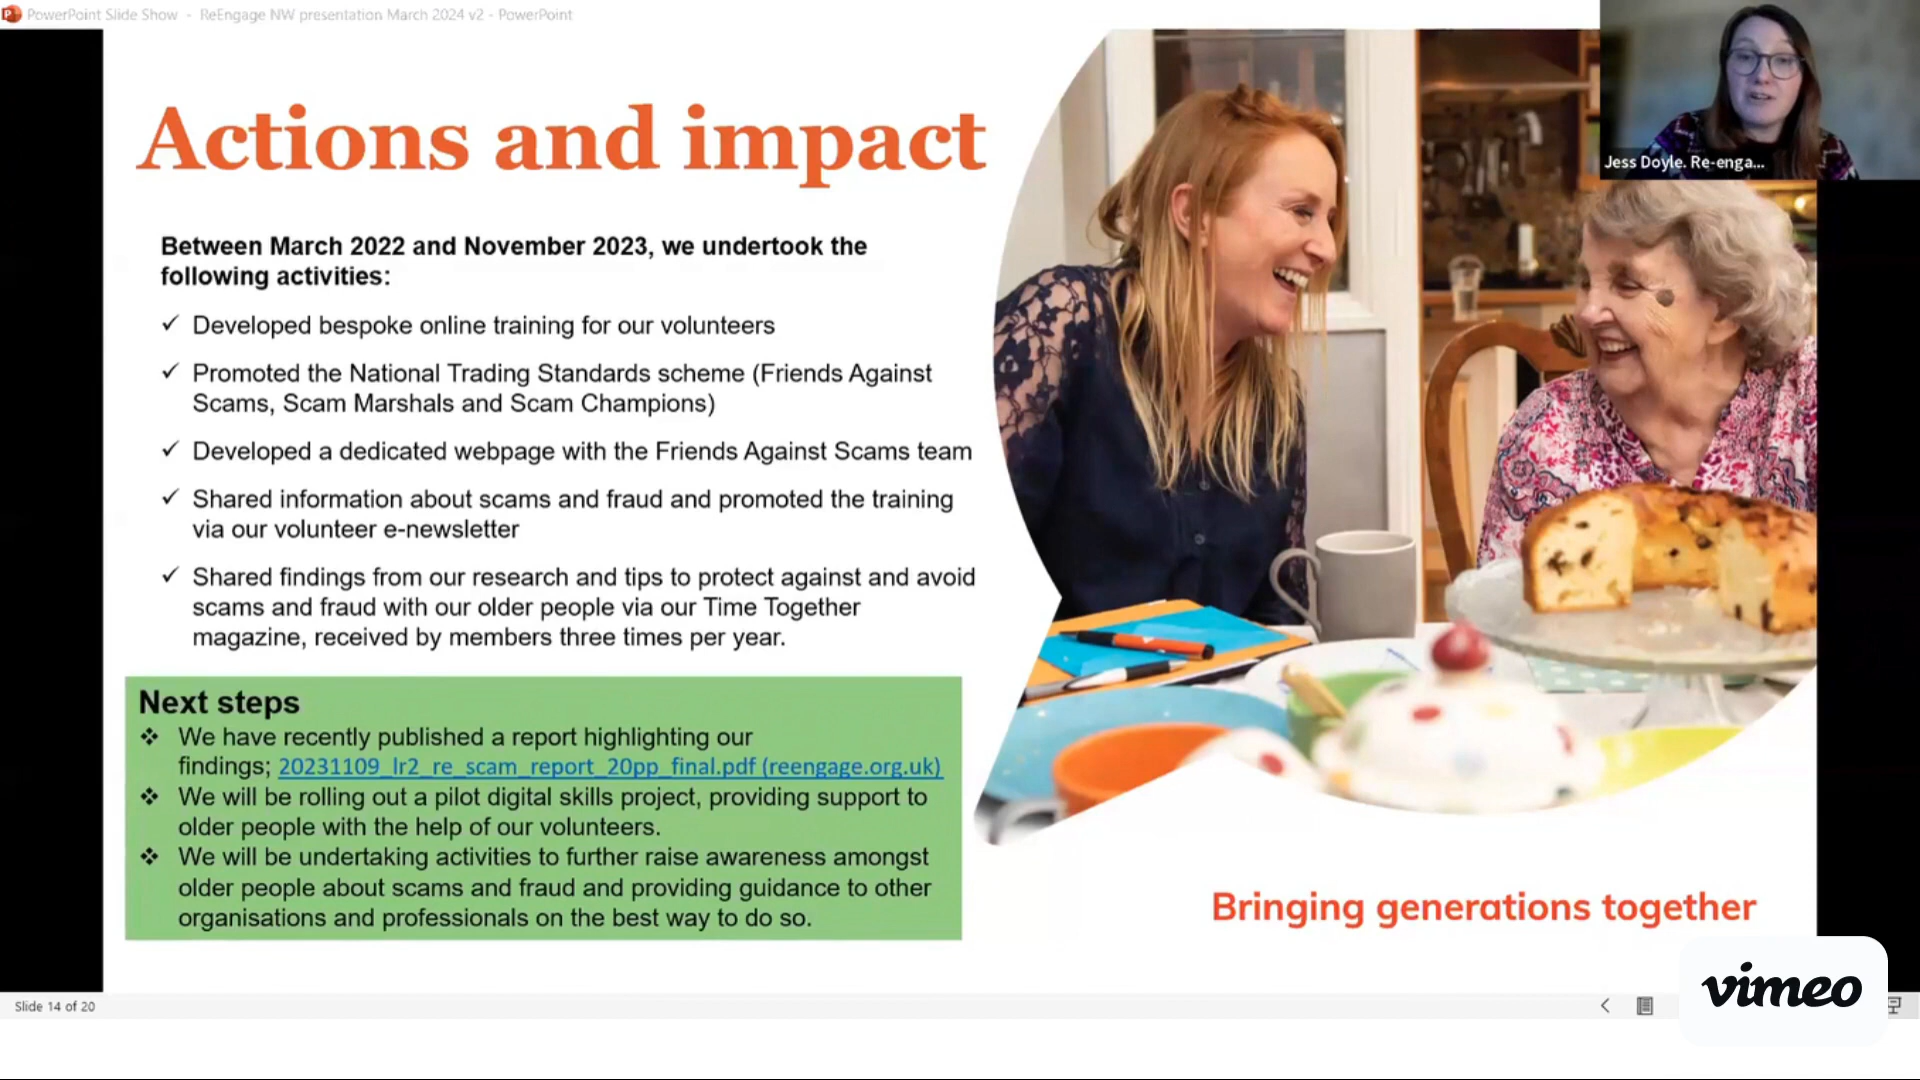 PowerPoint Slide Show - ReEngage NW presentation March 2024 v2 - PowerPoint
Jess Doyle. Re-enga...
Actions and impact
Between March 2022 and November 2023, we undertook the
following activities:
✓ Developed bespoke online training for our volunteers
✓ Promoted the National Trading Standards scheme (Friends Against
Scams, Scam Marshals and Scam Champions)
✓ Developed a dedicated webpage with the Friends Against Scams team
✓ Shared information about scams and fraud and promoted the training
via our volunteer e-newsletter
✓ Shared findings from our research and tips to protect against and avoid
scams and fraud with our older people via our Time Together
magazine, received by members three times per year.
Next steps
❖ We have recently published a report highlighting our
findings; 20231109_lr2_re_scam_report_20pp_final.pdf (reengage.org.uk)
❖ We will be rolling out a pilot digital skills project, providing support to
older people with the help of our volunteers.
❖ We will be undertaking activities to further raise awareness amongst
older people about scams and fraud and providing guidance to other
organisations and professionals on the best way to do so.
Bringing generations together
vimeo
Slide 14 of 20